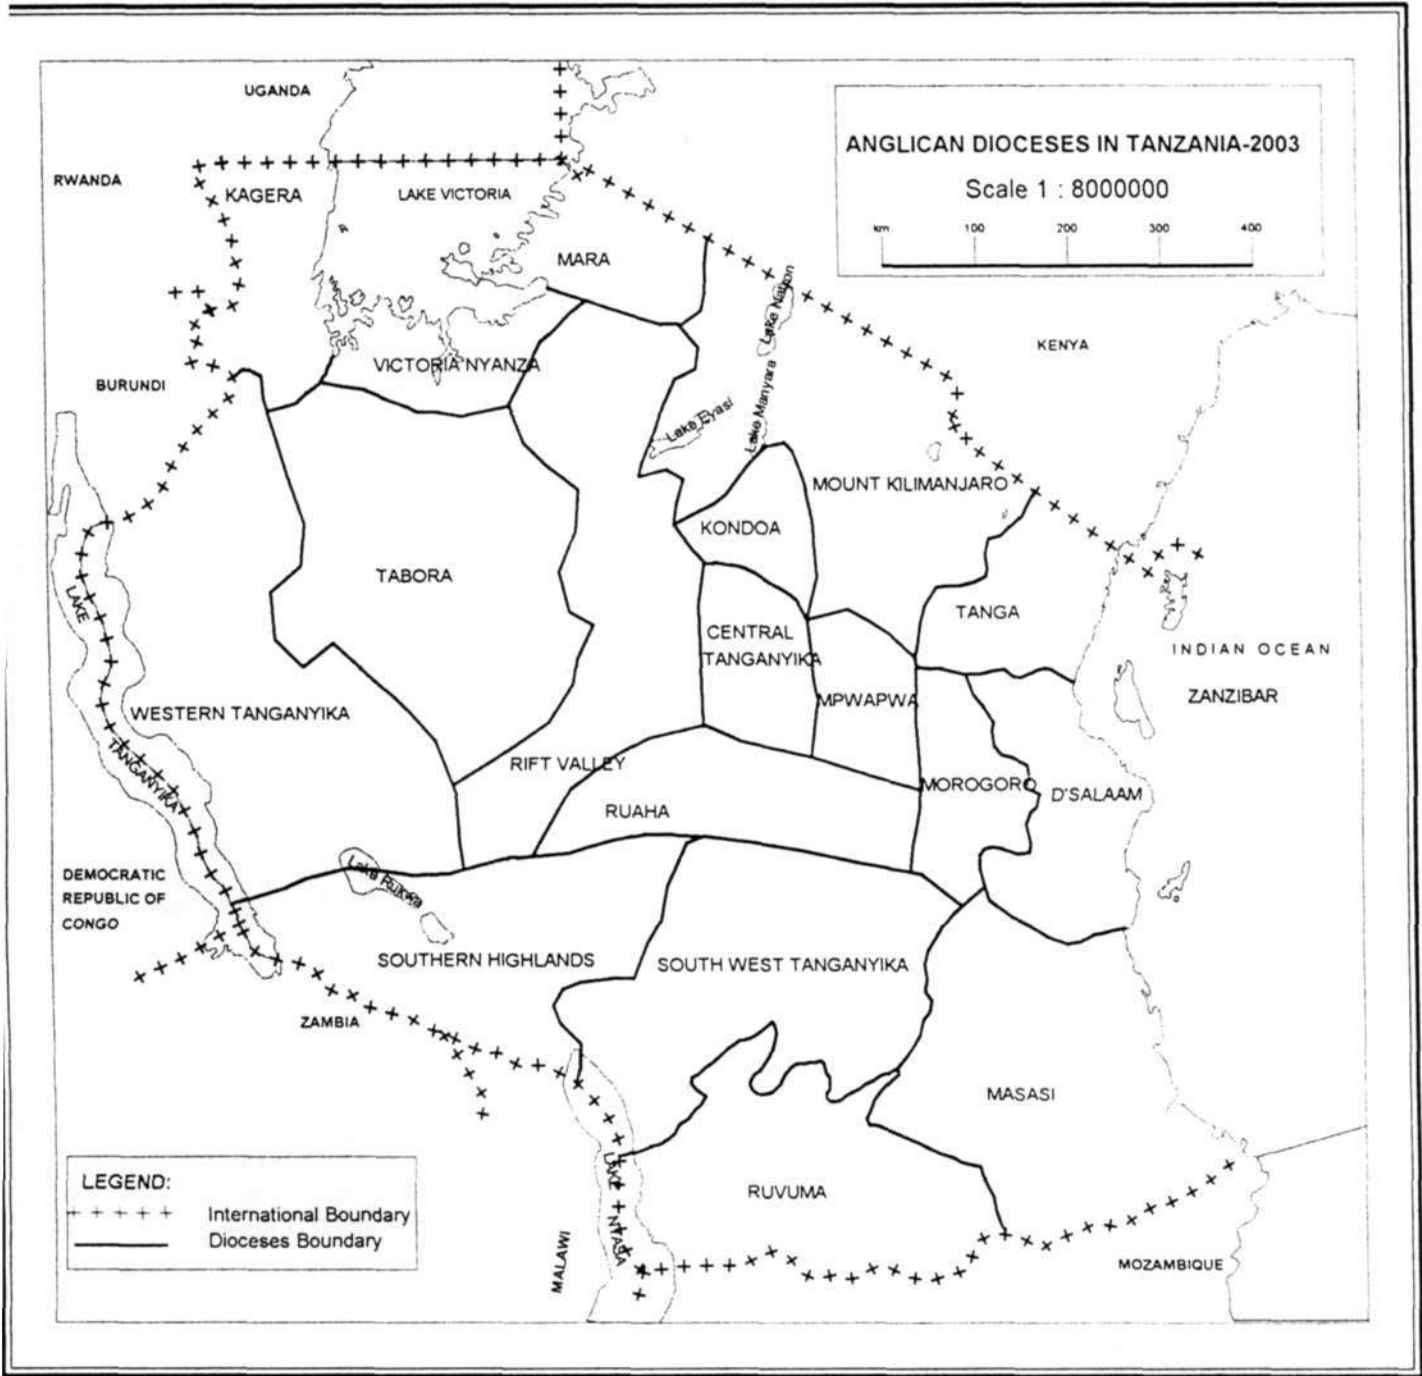 ANGLICAN DIOCESES IN TANZANIA-2003
Scale 1 : 8000000
km 100 200 300 400
UGANDA
RWANDA
KAGERA
LAKE VICTORIA
MARA
Lake Natron
KENYA
VICTORIA NYANZA
BURUNDI
Lake Eyasi
Lake Manyara
MOUNT KILIMANJARO
KONDOA
TABORA
LAKE
TANGANYIKA
TANGA
CENTRAL
TANGANYIKA
INDIAN OCEAN
ZANZIBAR
MPWAPWA
WESTERN TANGANYIKA
RIFT VALLEY
MOROGORO
D'SALAAM
RUAHA
DEMOCRATIC
REPUBLIC OF
CONGO
Lake Rukwa
SOUTHERN HIGHLANDS
SOUTH WEST TANGANYIKA
ZAMBIA
MASASI
LAKE
NYASA
RUVUMA
MALAWI
MOZAMBIQUE
LEGEND:
International Boundary
Dioceses Boundary